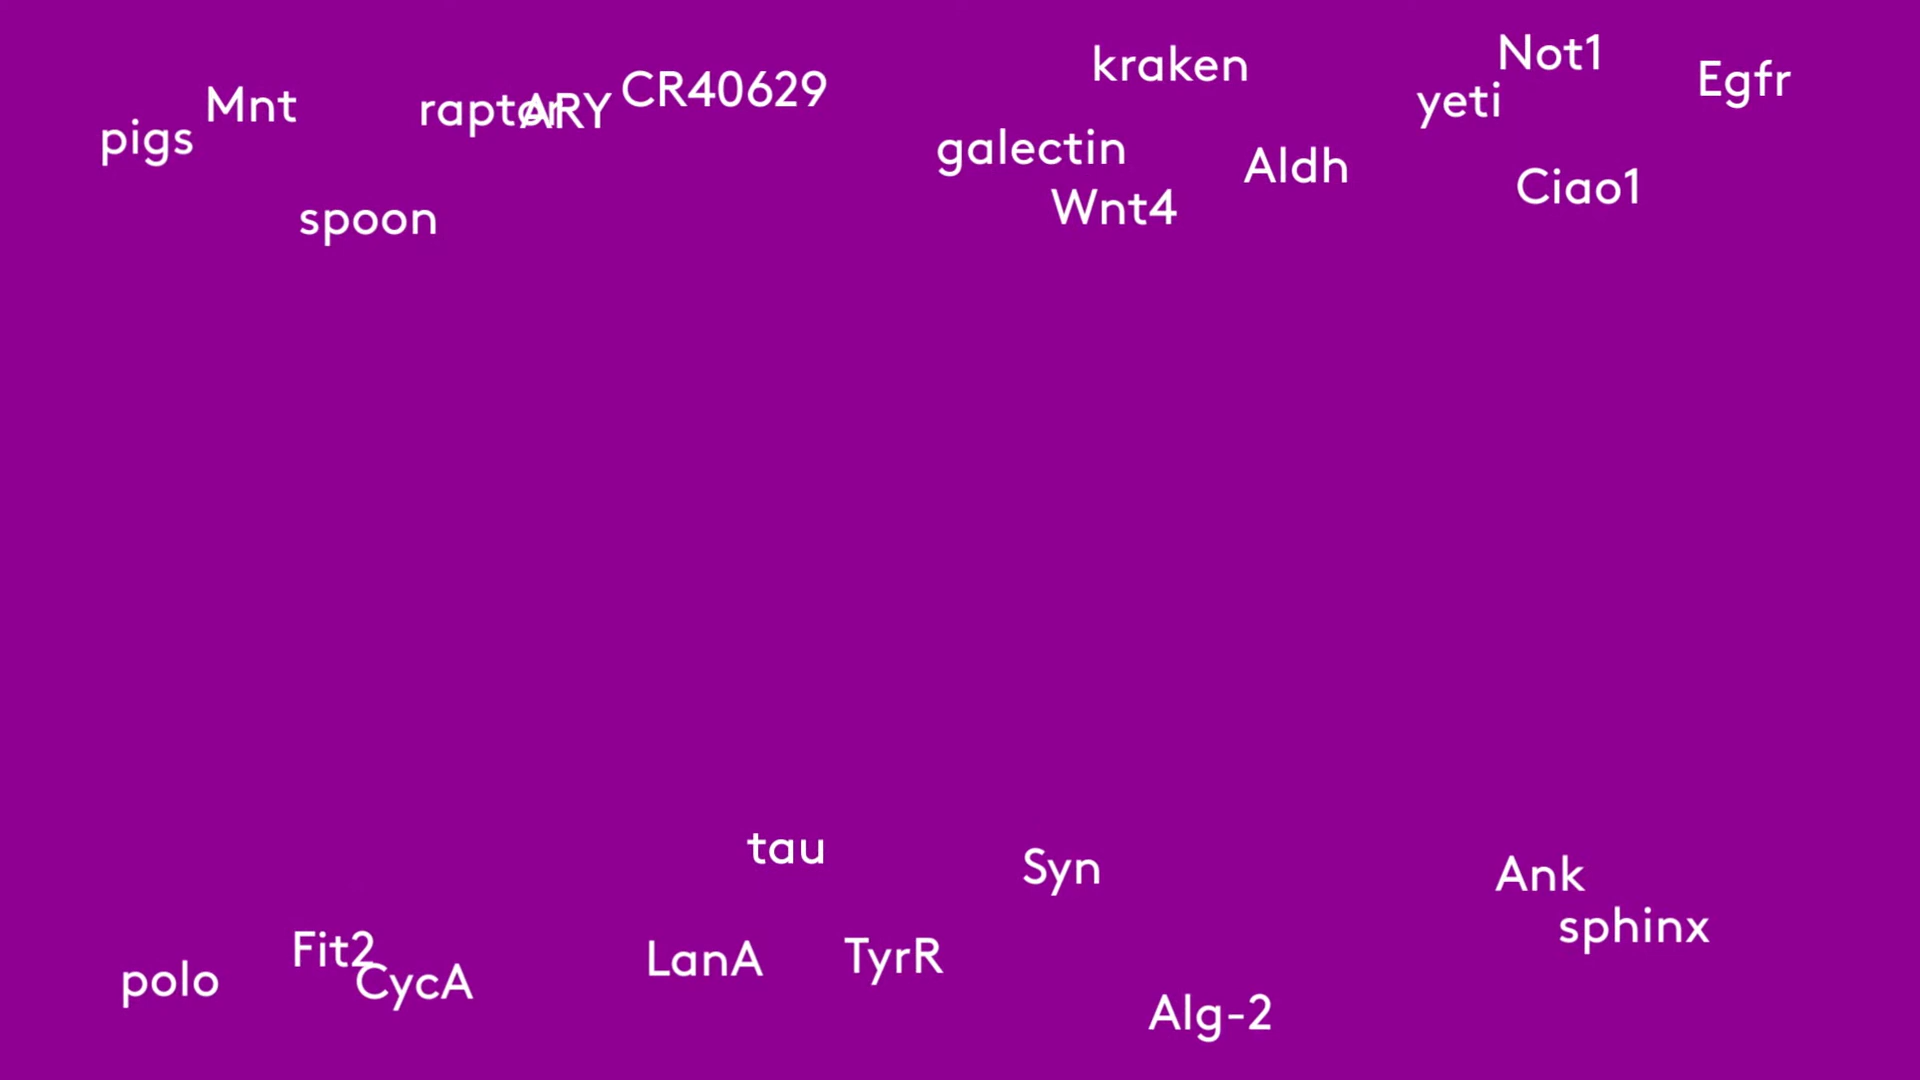 kraken
Not1
Egfr
Mnt
raptor
ARY
CR40629
yeti
pigs
galectin
Aldh
Ciao1
spoon
Wnt4
tau
Syn
Ank
sphinx
Fit2
LanA
TyrR
polo
CycA
Alg-2